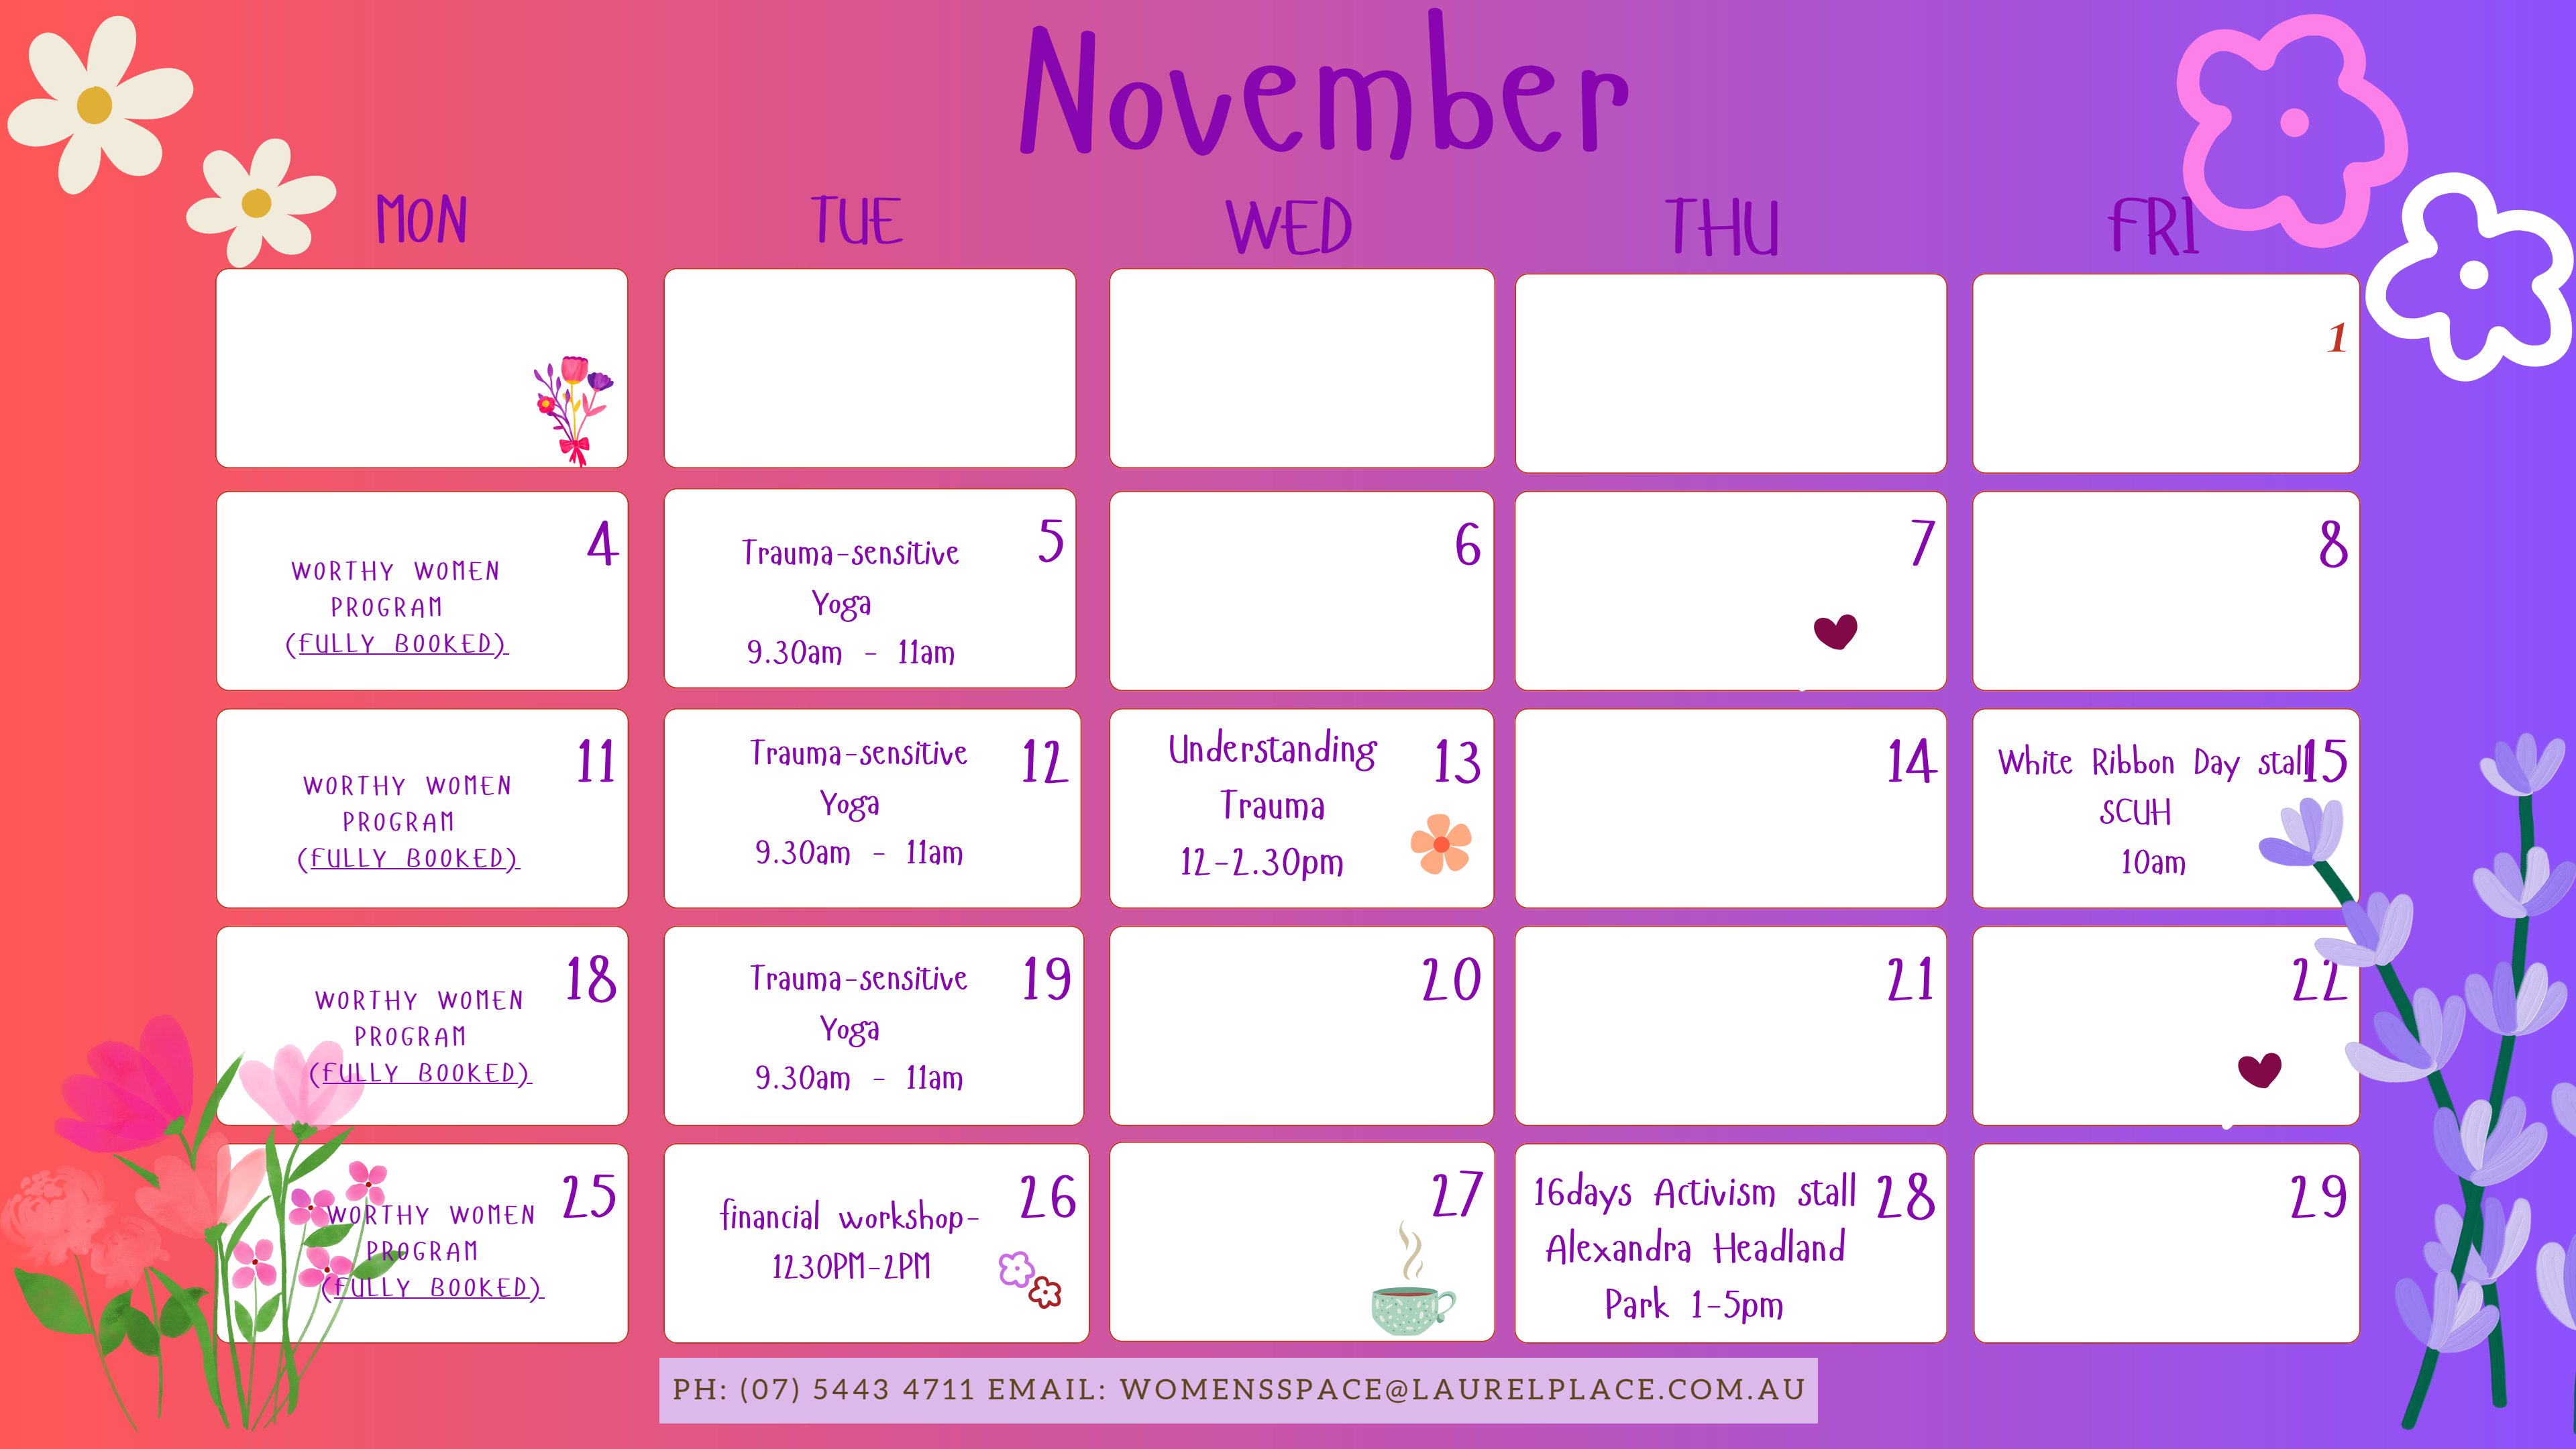 November
MON TUE WED THU FRI
1
4
WORTHY WOMEN
PROGRAM
(FULLY BOOKED)
5
Trauma-sensitive
Yoga
9.30am - 11am
6
7
8
11
WORTHY WOMEN
PROGRAM
(FULLY BOOKED)
12
Trauma-sensitive
Yoga
9.30am - 11am
13
Understanding
Trauma
12-2.30pm
14
15
White Ribbon Day stall
SCUH
10am
18
WORTHY WOMEN
PROGRAM
(FULLY BOOKED)
19
Trauma-sensitive
Yoga
9.30am - 11am
20
21
22
25
WORTHY WOMEN
PROGRAM
(FULLY BOOKED)
26
financial workshop-
1230PM-2PM
27
28
16days Activism stall
Alexandra Headland
Park 1-5pm
29
PH: (07) 5443 4711 EMAIL: WOMENSSPACE@LAURELPLACE.COM.AU